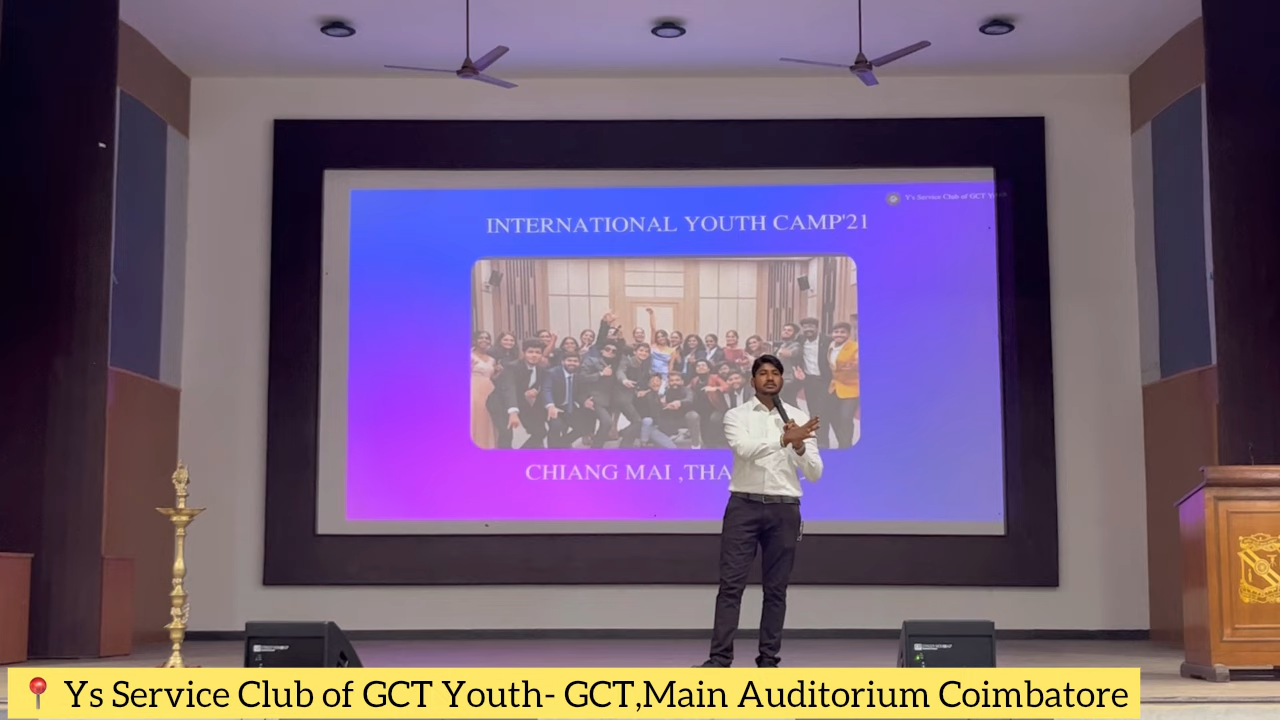 Y's Service Club of GCT Youth
INTERNATIONAL YOUTH CAMP'21
CHIANG MAI ,THA
📍 Ys Service Club of GCT Youth- GCT,Main Auditorium Coimbatore